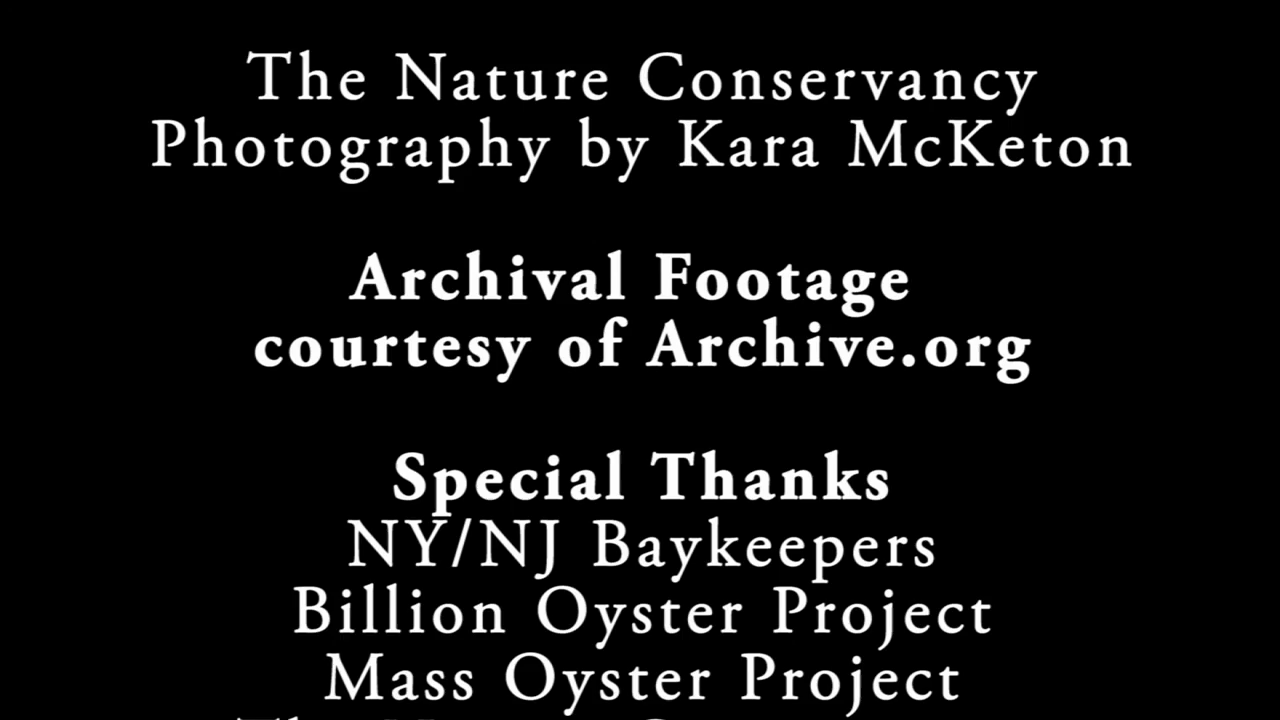 The Nature Conservancy
Photography by Kara McKeton
Archival Footage
courtesy of Archive.org
Special Thanks
NY/NJ Baykeepers
Billion Oyster Project
Mass Oyster Project